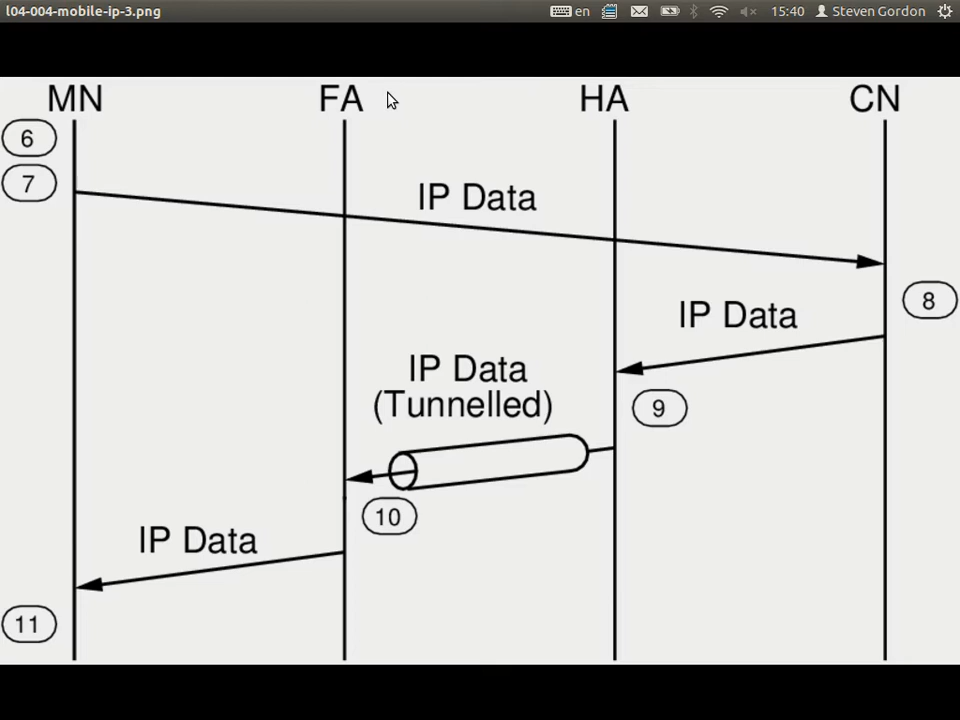 l04-004-mobile-ip-3.png
en
15:40
Steven Gordon
MN
FA
HA
CN
6
7
IP Data
8
IP Data
IP Data
(Tunnelled)
9
10
IP Data
11